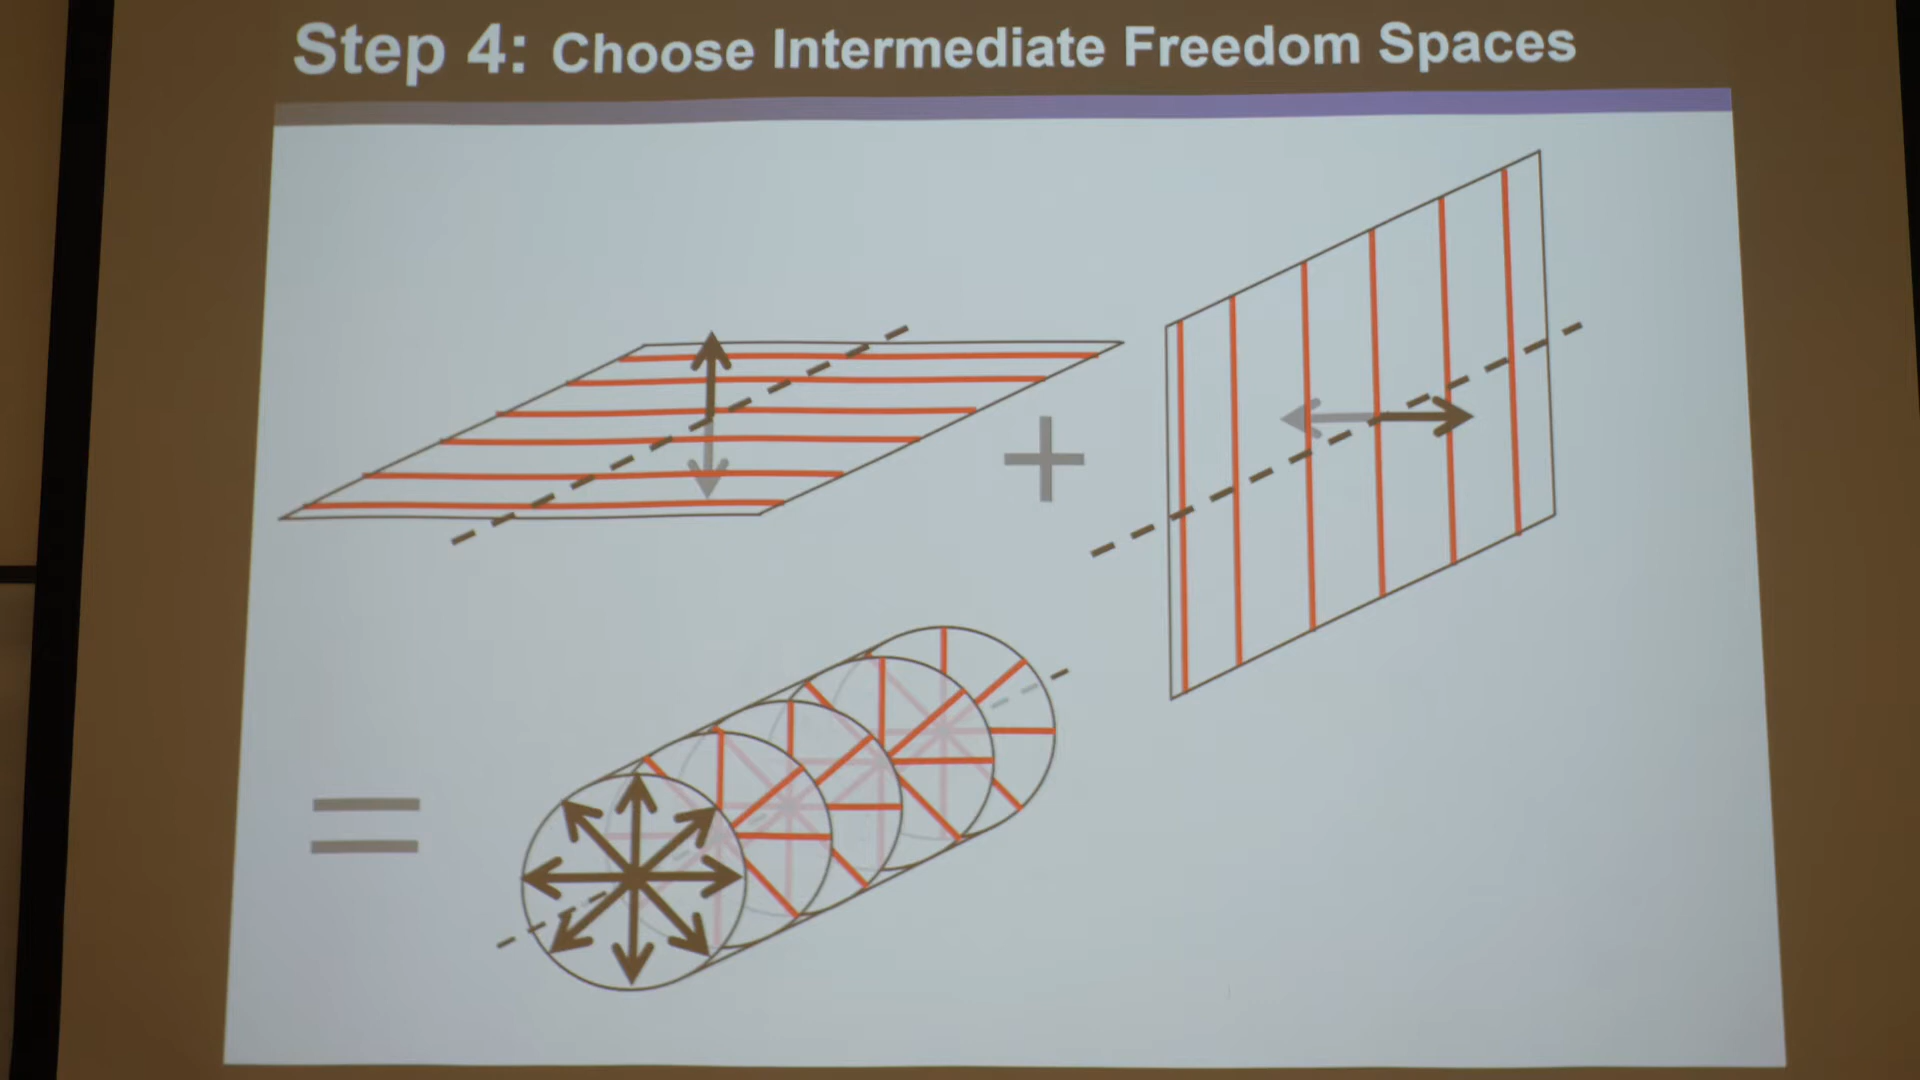 Step 4: Choose Intermediate Freedom Spaces
+
=